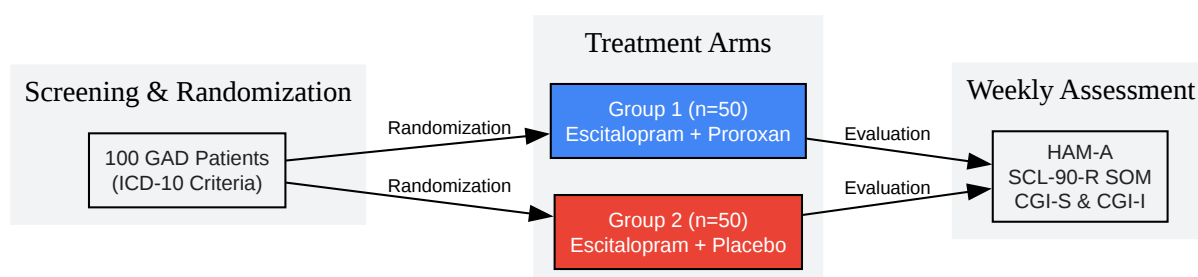 Screening & Randomization
100 GAD Patients
(ICD-10 Criteria)
Randomization
Randomization
Treatment Arms
Group 1 (n=50)
Escitalopram + Proroxan
Group 2 (n=50)
Escitalopram + Placebo
Evaluation
Evaluation
Weekly Assessment
HAM-A
SCL-90-R SOM
CGI-S & CGI-I